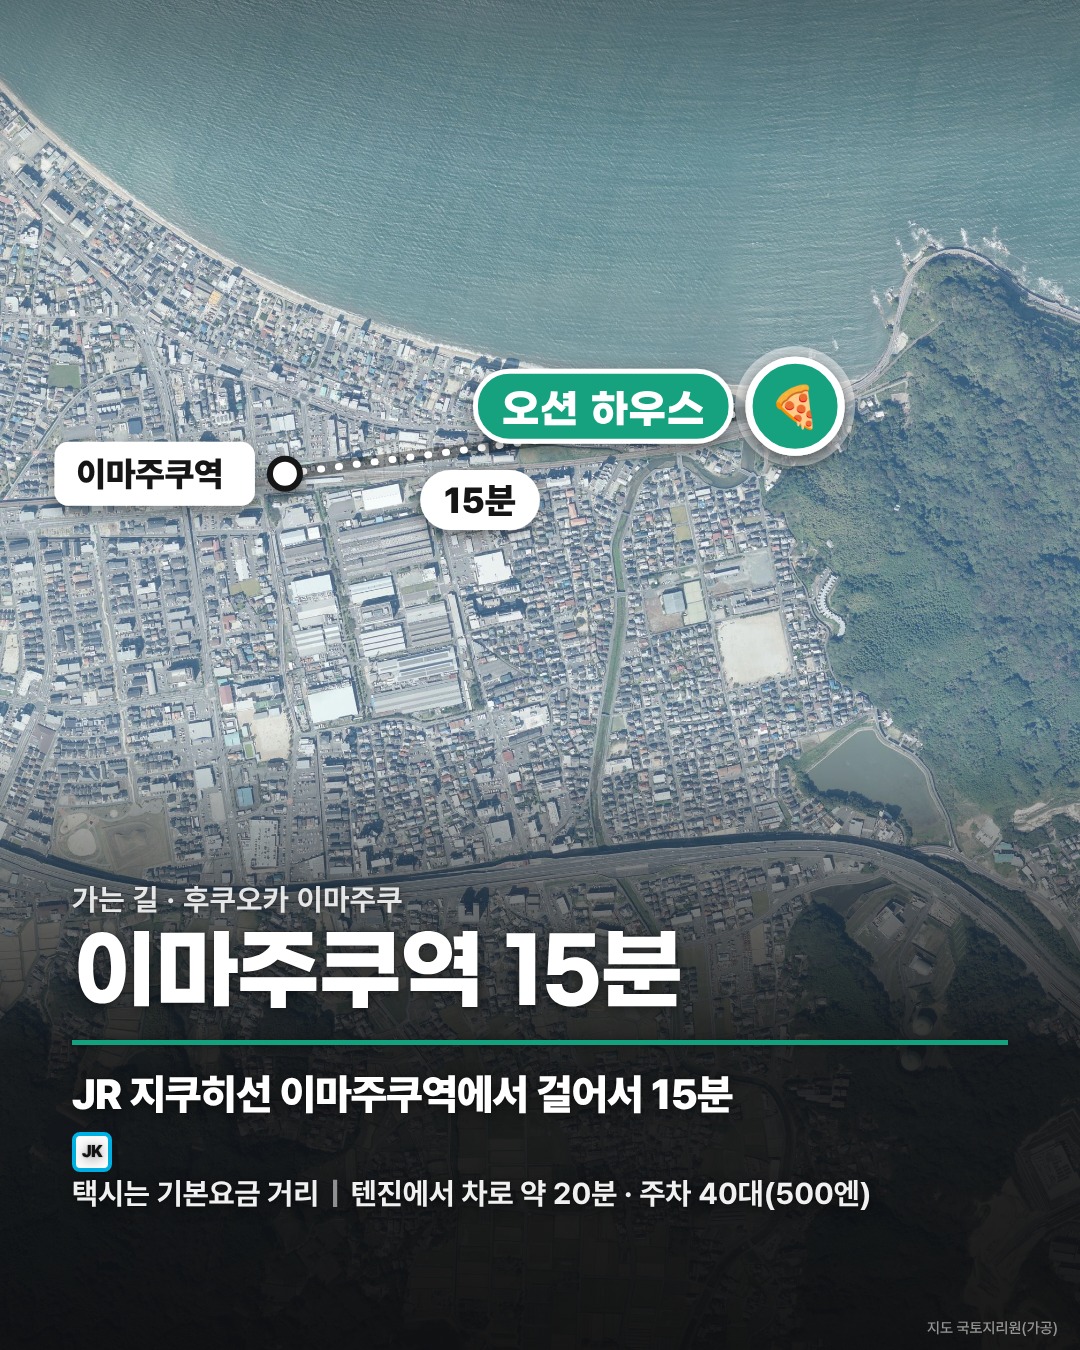 오션 하우스
이마주쿠역
15분
가는 길 · 후쿠오카 이마주쿠
이마주쿠역 15분
JR 지쿠히선 이마주쿠역에서 걸어서 15분
JK
택시는 기본요금 거리 | 텐진에서 차로 약 20분 · 주차 40대(500엔)
지도 국토지리원(가공)